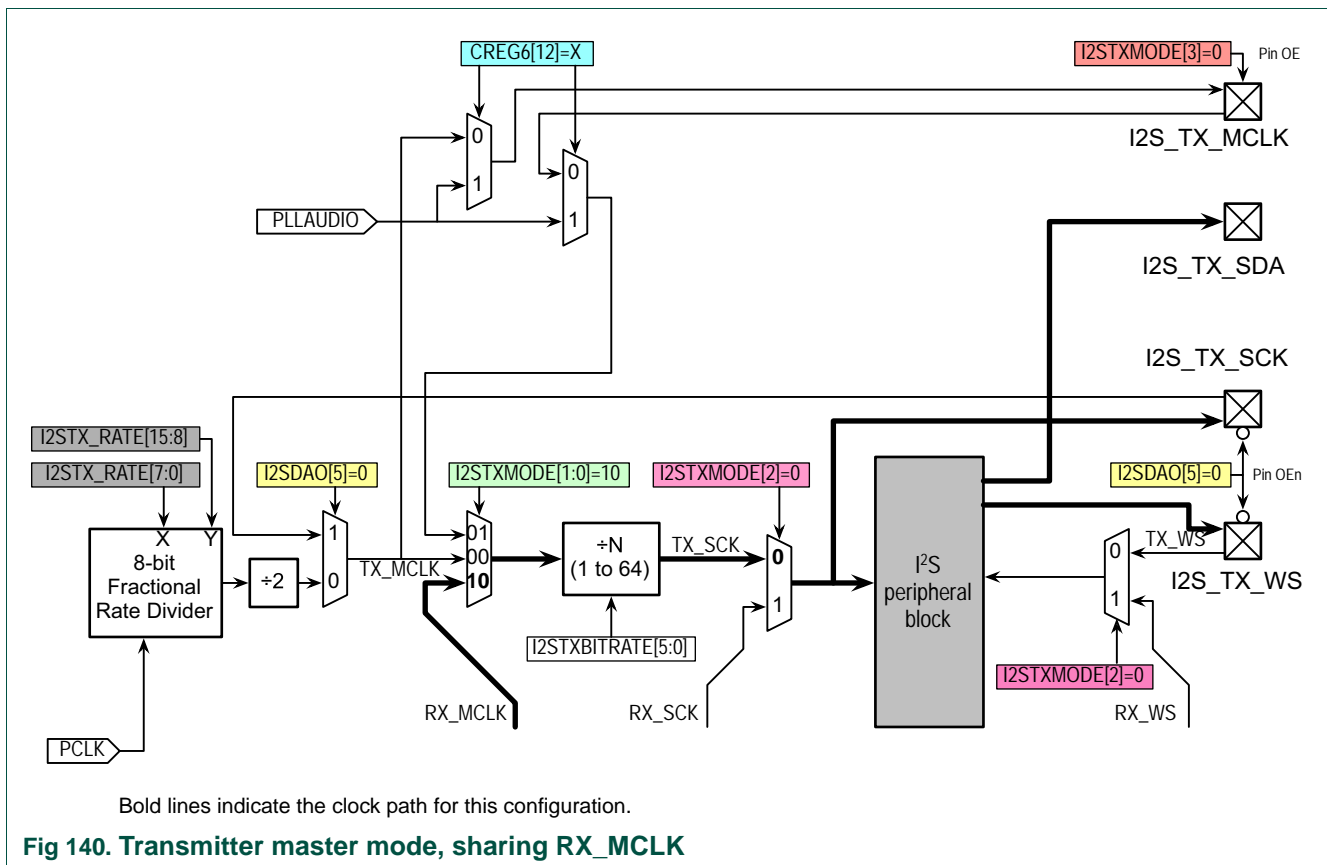 CREG6[12]=X
I2STXMODE[3]=0
Pin OE
0
1
0
1
I2S_TX_MCLK
PLLAUDIO
I2S_TX_SDA
I2S_TX_SCK
I2STX_RATE[15:8]
I2STX_RATE[7:0]
I2SDAO[5]=0
I2STXMODE[1:0]=10
I2STXMODE[2]=0
I2SDAO[5]=0
Pin OEn
X
Y
8-bit
Fractional
Rate Divider
÷2
1
0
TX_MCLK
01
00
10
÷N
(1 to 64)
TX_SCK
0
1
I2STXBITRATE[5:0]
I²S
peripheral
block
0
1
TX_WS
I2S_TX_WS
I2STXMODE[2]=0
RX_MCLK
RX_SCK
RX_WS
PCLK
Bold lines indicate the clock path for this configuration.
Fig 140. Transmitter master mode, sharing RX_MCLK